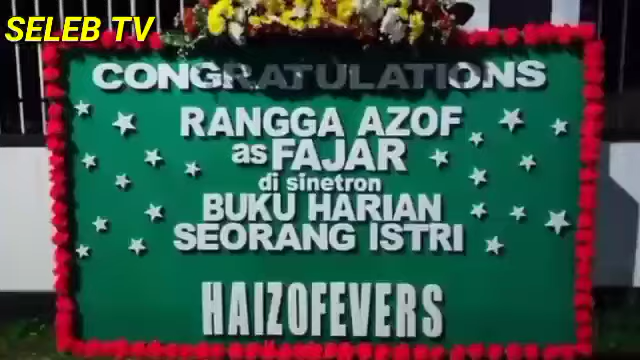 SELEB TV
CONGRATULATIONS
RANGGA AZOF
as FAJAR
di sinetron
BUKU HARIAN
SEORANG ISTRI
HAIZOFEVERS